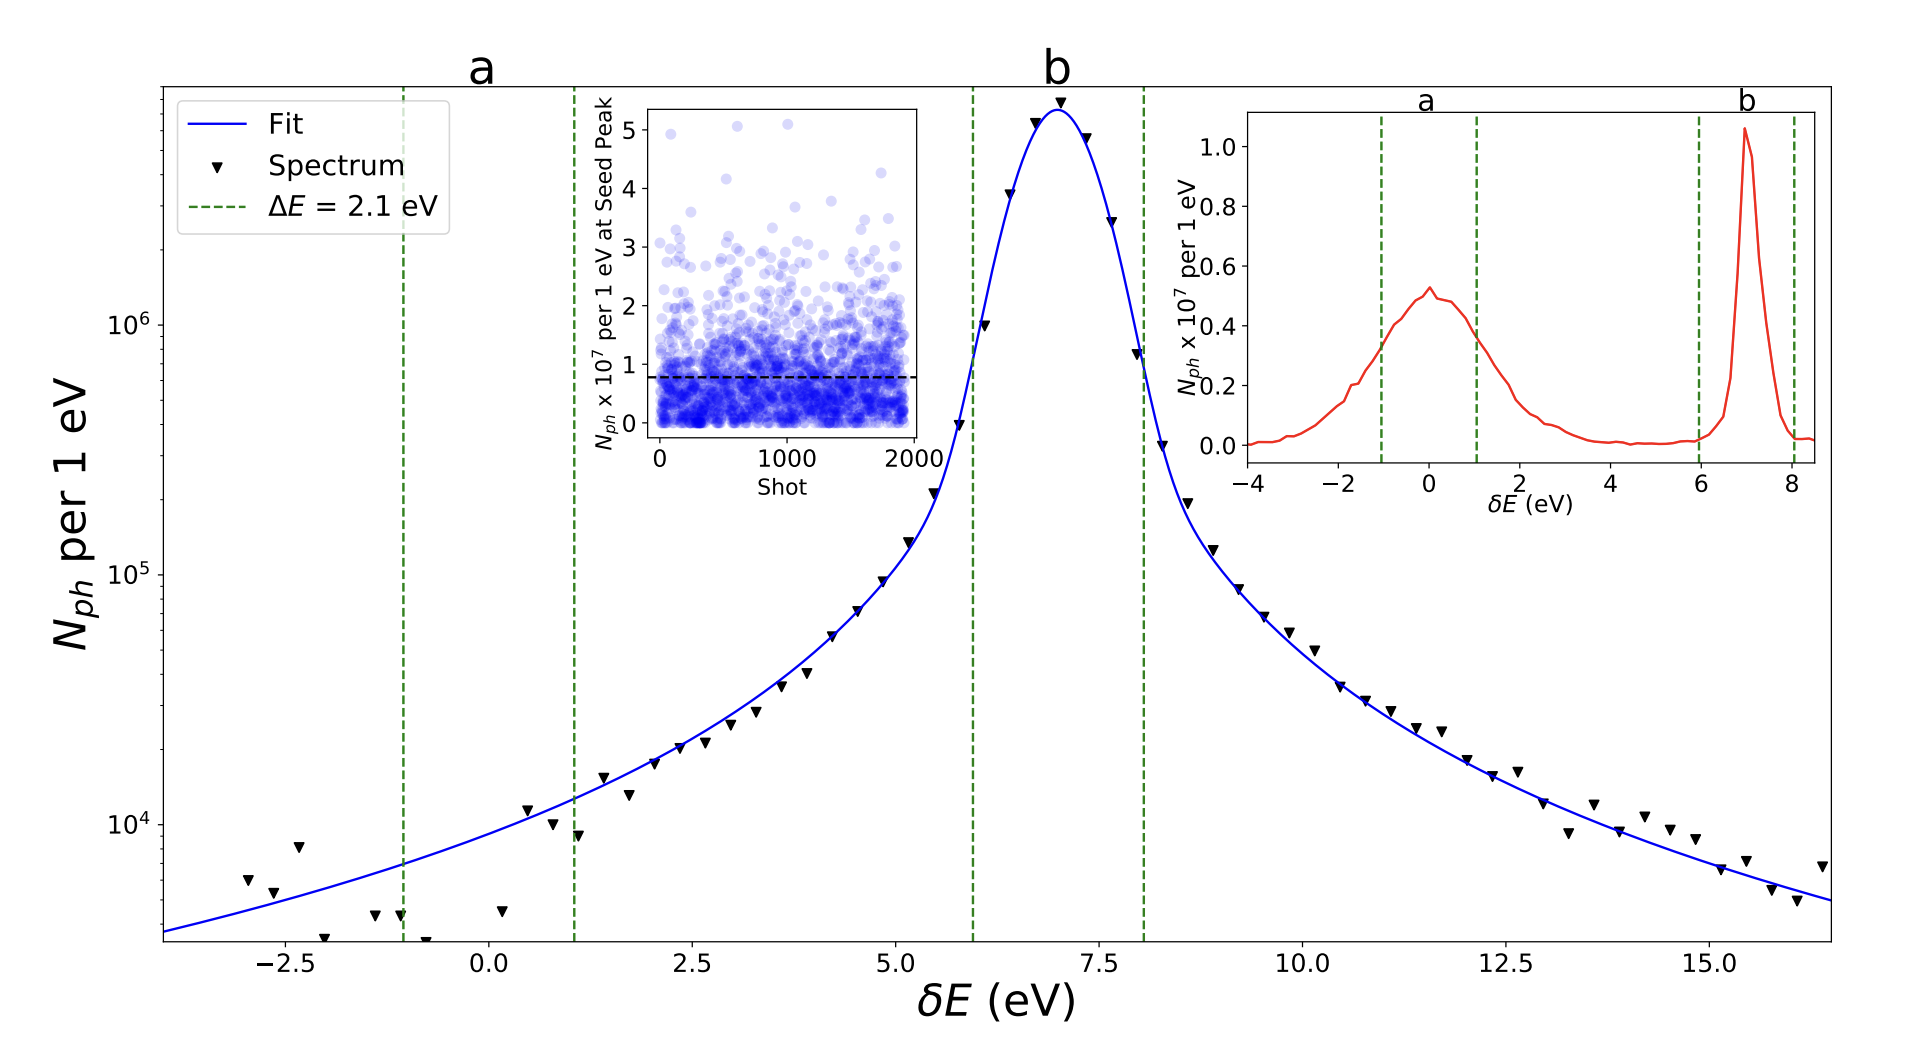 a b
Fit
Spectrum
ΔE = 2.1 eV
N_ph per 1 eV
10^6
10^5
10^4
−2.5 0.0 2.5 5.0 7.5 10.0 12.5 15.0
δE (eV)
N_ph x 10^7 per 1 eV at Seed Peak
5
4
3
2
1
0
0 1000 2000
Shot
a b
N_ph x 10^7 per 1 eV
1.0
0.8
0.6
0.4
0.2
0.0
−4 −2 0 2 4 6 8
δE (eV)